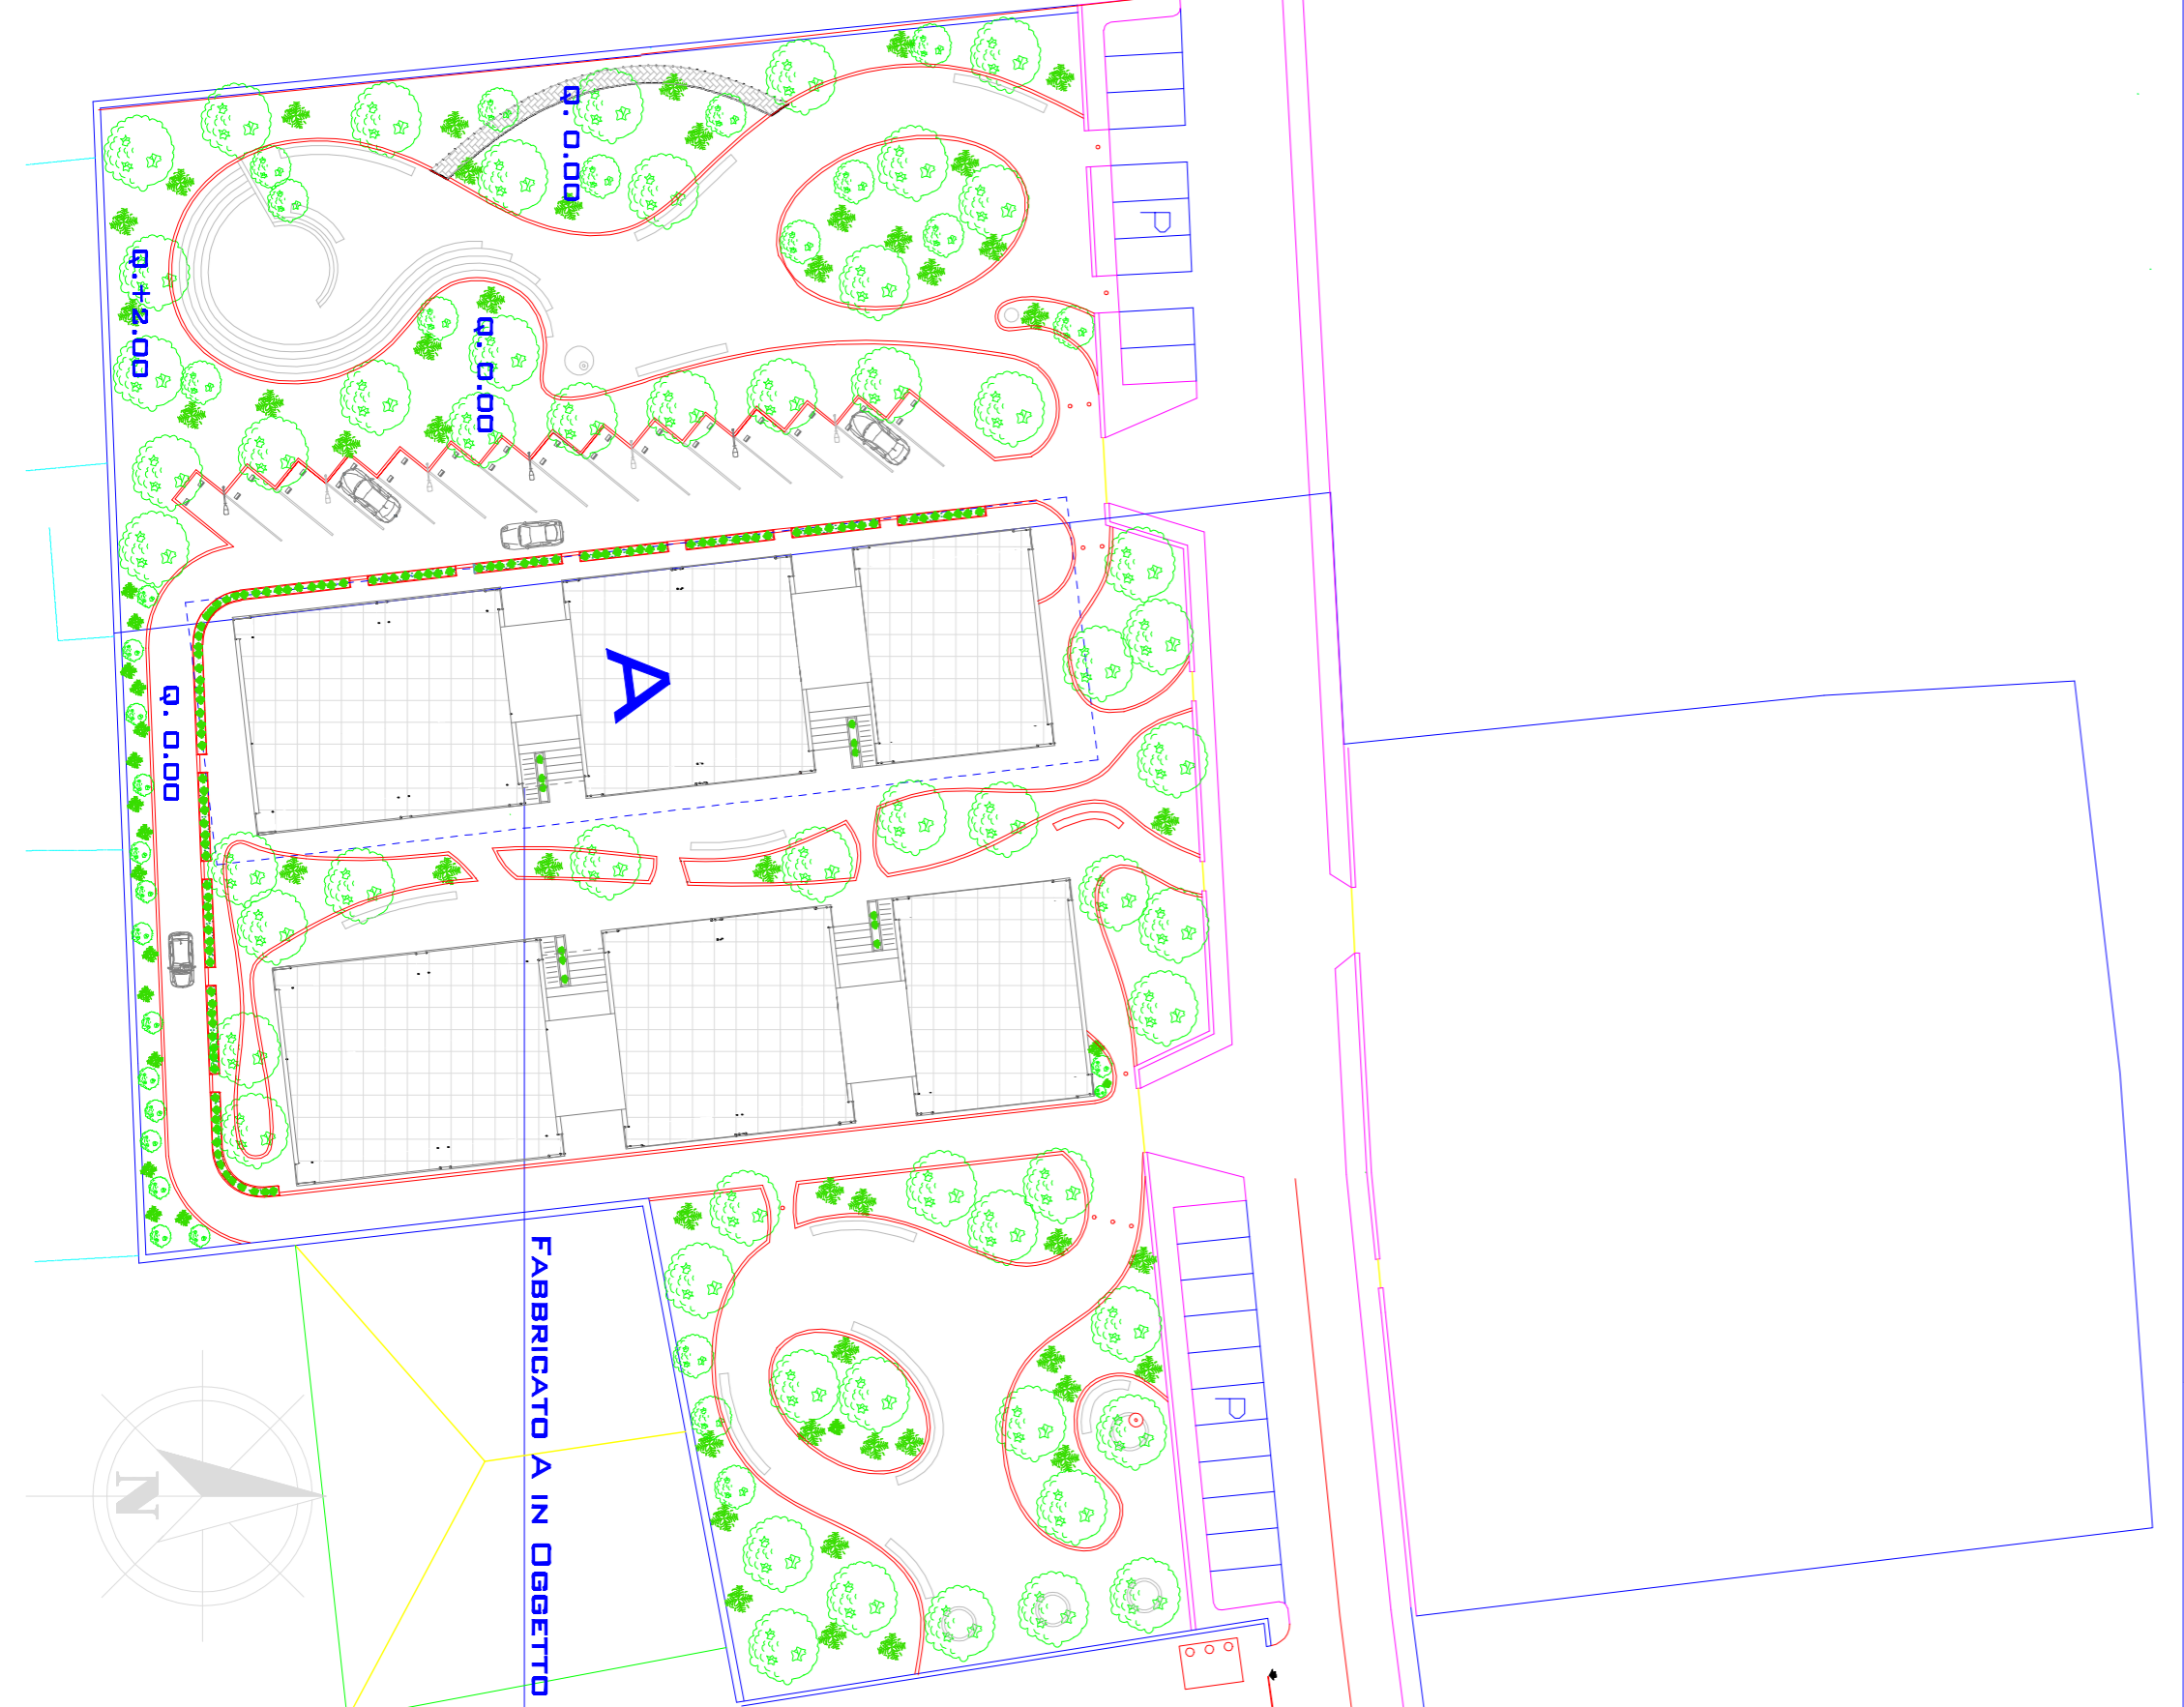 Q. 0.00
Q. +2.00
Q. 0.00
P
A
Q. 0.00
FABBRICATO A IN OGGETTO
P
N